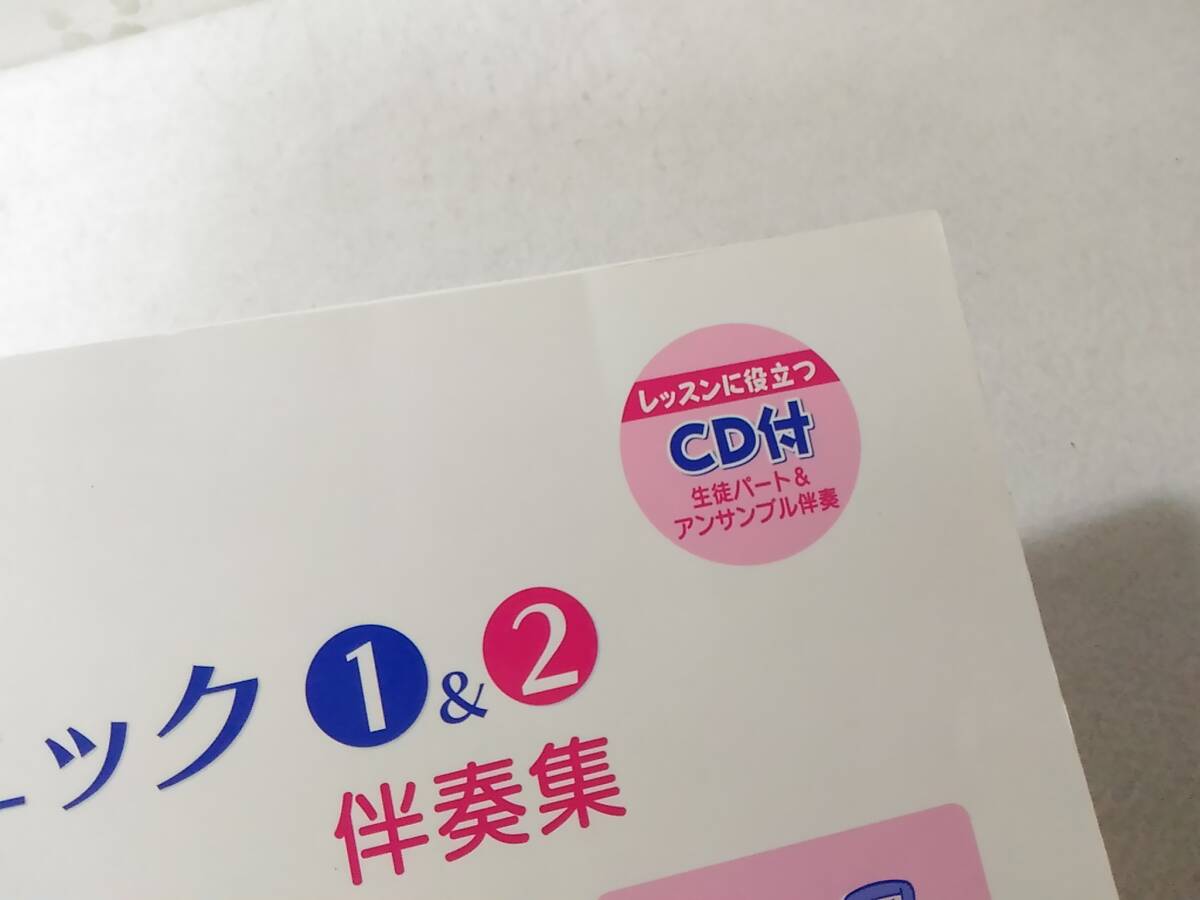 レッスンに役立つ
CD付
生徒パート&
アンサンブル伴奏
ニック 1 & 2
伴奏集